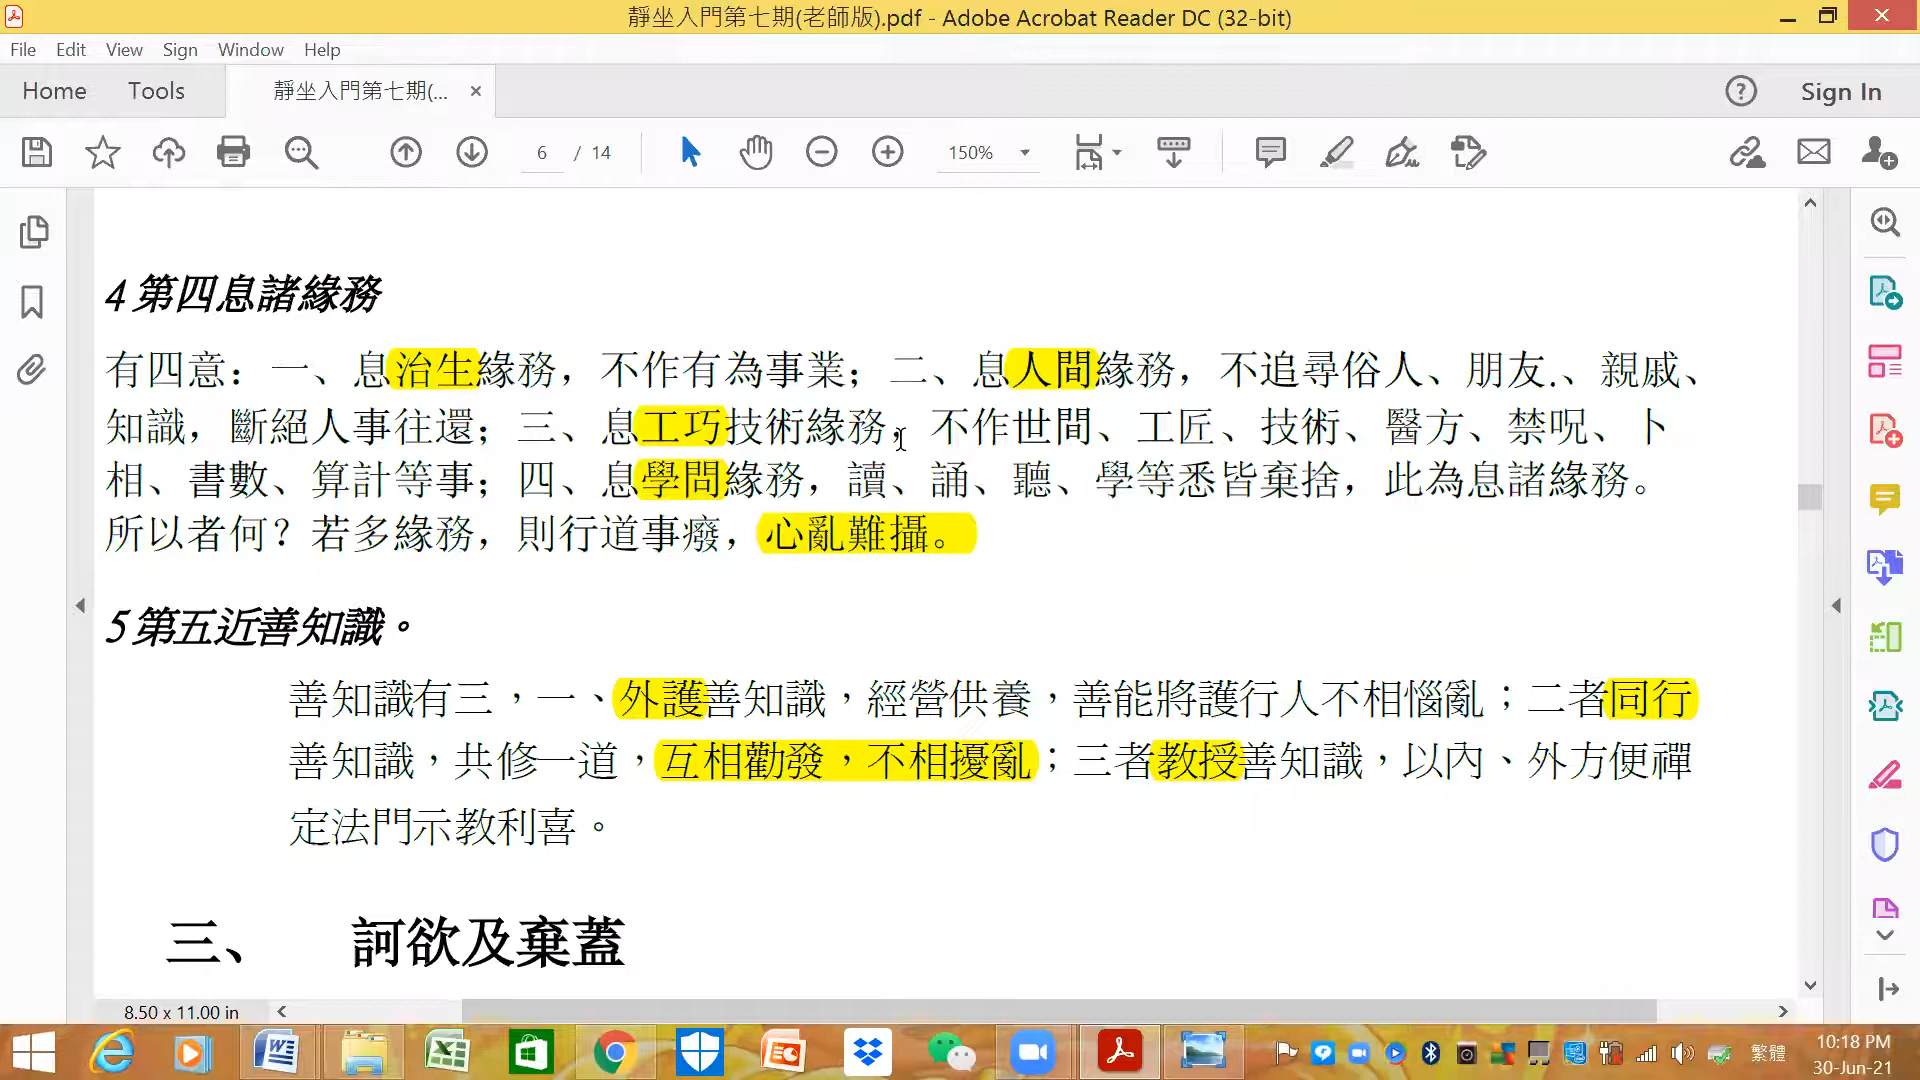 靜坐入門第七期(老師版).pdf - Adobe Acrobat Reader DC (32-bit)
File Edit View Sign Window Help
Home Tools 靜坐入門第七期(... × Sign In
6 / 14 150%
4第四息諸緣務
有四意：一、息治生緣務，不作有為事業；二、息人間緣務，不追尋俗人、朋友.、親戚、
知識，斷絕人事往還；三、息工巧技術緣務，不作世間、工匠、技術、醫方、禁呪、卜
相、書數、算計等事；四、息學問緣務，讀、誦、聽、學等悉皆棄捨，此為息諸緣務。
所以者何？若多緣務，則行道事癈，心亂難攝。
5第五近善知識。
善知識有三，一、外護善知識，經營供養，善能將護行人不相惱亂；二者同行
善知識，共修一道，互相勸發，不相擾亂；三者教授善知識，以內、外方便禪
定法門示教利喜。
三、 訶欲及棄蓋
8.50 x 11.00 in
繁體
10:18 PM
30-Jun-21